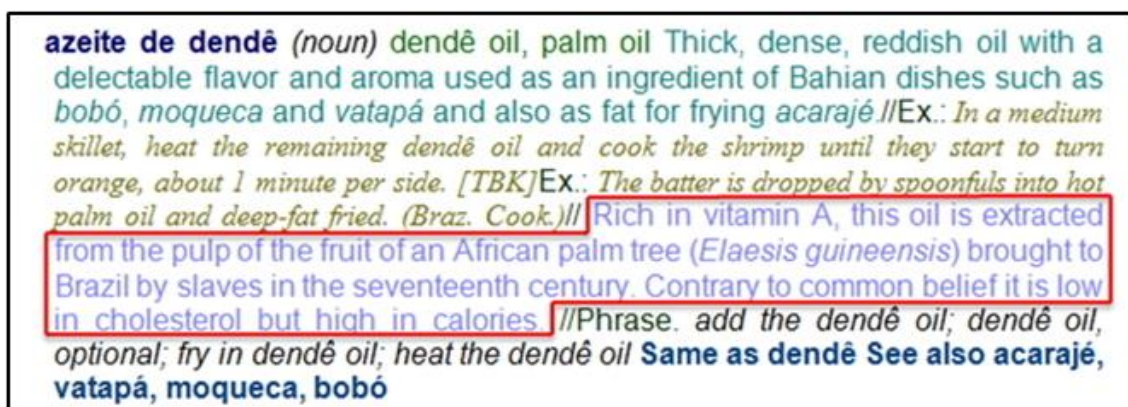 azeite de dendê (noun) dendê oil, palm oil Thick, dense, reddish oil with a
delectable flavor and aroma used as an ingredient of Bahian dishes such as
bobó, moqueca and vatapá and also as fat for frying acarajé.//Ex.: In a medium
skillet, heat the remaining dendê oil and cook the shrimp until they start to turn
orange, about 1 minute per side. [TBK]Ex.: The batter is dropped by spoonfuls into hot
palm oil and deep-fat fried. (Braz. Cook.)// Rich in vitamin A, this oil is extracted
from the pulp of the fruit of an African palm tree (Elaesis guineensis) brought to
Brazil by slaves in the seventeenth century. Contrary to common belief it is low
in cholesterol but high in calories. //Phrase. add the dendê oil; dendê oil,
optional; fry in dendê oil; heat the dendê oil Same as dendê See also acarajé,
vatapá, moqueca, bobó